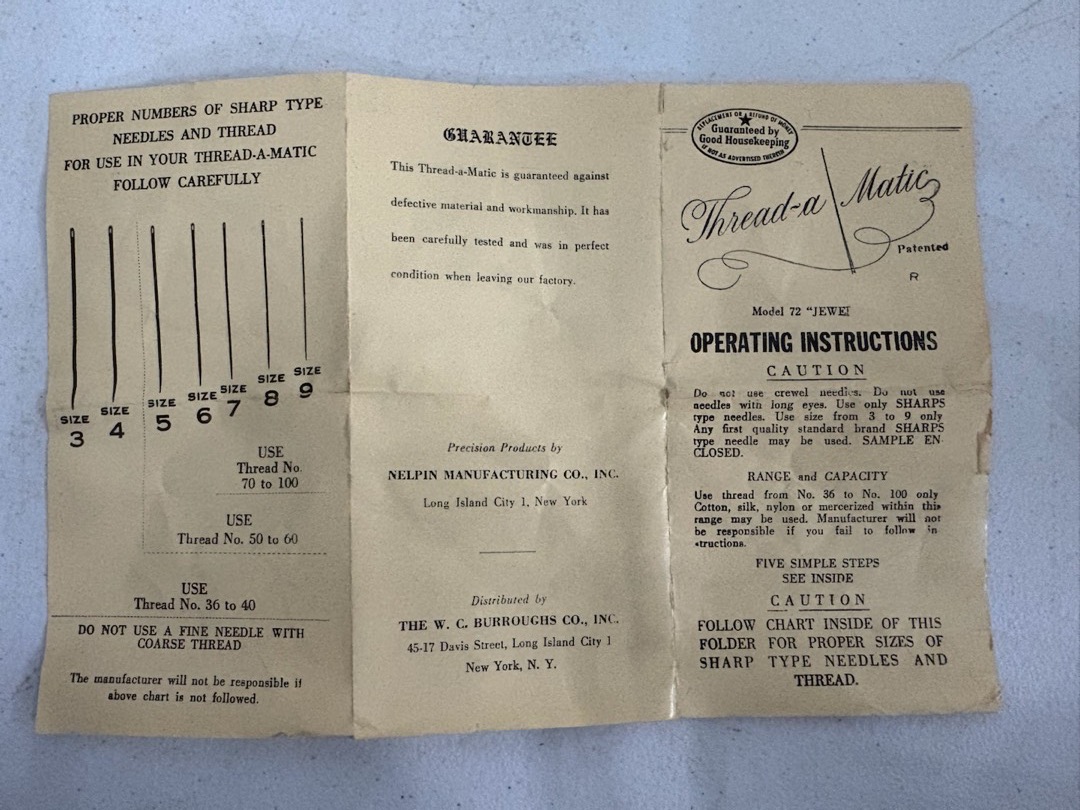 PROPER NUMBERS OF SHARP TYPE
NEEDLES AND THREAD
FOR USE IN YOUR THREAD-A-MATIC
FOLLOW CAREFULLY
SIZE 3
SIZE 4
SIZE 5
SIZE 6
SIZE 7
SIZE 8
SIZE 9
USE
Thread No.
70 to 100
USE
Thread No. 50 to 60
USE
Thread No. 36 to 40
DO NOT USE A FINE NEEDLE WITH
COARSE THREAD
The manufacturer will not be responsible if
above chart is not followed.
GUARANTEE
This Thread-a-Matic is guaranteed against
defective material and workmanship. It has
been carefully tested and was in perfect
condition when leaving our factory.
Precision Products by
NELPIN MANUFACTURING CO., INC.
Long Island City 1, New York
Distributed by
THE W. C. BURROUGHS CO., INC.
45-17 Davis Street, Long Island City 1
New York, N. Y.
REPLACEMENT OR REFUND OF MONEY
Guaranteed by
Good Housekeeping
IF NOT AS ADVERTISED THEREIN
Thread-a Matic
Patented
R
Model 72 "JEWEL
OPERATING INSTRUCTIONS
CAUTION
Do not use crewel needles. Do not use
needles with long eyes. Use only SHARPS
type needles. Use size from 3 to 9 only
Any first quality standard brand SHARPS
type needle may be used. SAMPLE EN-
CLOSED.
RANGE and CAPACITY
Use thread from No. 36 to No. 100 only
Cotton, silk, nylon or mercerized within this
range may be used. Manufacturer will not
be responsible if you fail to follow in
structions.
FIVE SIMPLE STEPS
SEE INSIDE
CAUTION
FOLLOW CHART INSIDE OF THIS
FOLDER FOR PROPER SIZES OF
SHARP TYPE NEEDLES AND
THREAD.